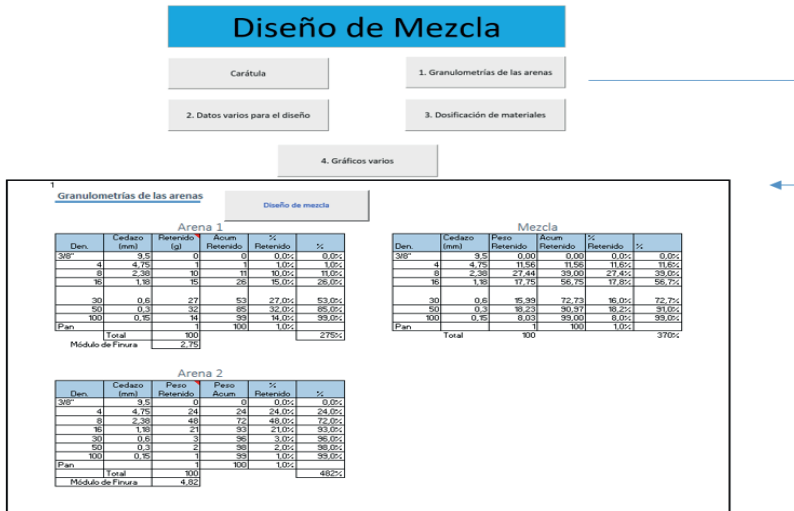 Diseño de Mezcla
Carátula
1. Granulometrías de las arenas
2. Datos varios para el diseño
3. Dosificación de materiales
4. Gráficos varios
1
Granulometrías de las arenas
Diseño de mezcla
Arena 1
Den. Cedazo (mm) Retenido (g) Acum Retenido % Retenido %
3/8" 9,5 0 0 0,0% 0,0%
4 4,75 1 1 1,0% 1,0%
8 2,38 10 11 10,0% 11,0%
16 1,18 15 26 15,0% 26,0%
30 0,6 27 53 27,0% 53,0%
50 0,3 32 85 32,0% 85,0%
100 0,15 14 99 14,0% 99,0%
Pan 1 100 1,0%
Total 100 275%
Módulo de Finura 2,75
Mezcla
Den. Cedazo (mm) Peso Retenido Acum Retenido % Retenido %
3/8" 9,5 0,00 0,00 0,0% 0,0%
4 4,75 11,56 11,56 11,6% 11,6%
8 2,38 27,44 39,00 27,4% 39,0%
16 1,18 17,75 56,75 17,8% 56,7%
30 0,6 15,99 72,73 16,0% 72,7%
50 0,3 18,23 90,97 18,2% 91,0%
100 0,15 8,03 99,00 8,0% 99,0%
Pan 1 100 1,0%
Total 100 370%
Arena 2
Den. Cedazo (mm) Peso Retenido Peso Acum % Retenido %
3/8" 9,5 0 0 0,0% 0,0%
4 4,75 24 24 24,0% 24,0%
8 2,38 48 72 48,0% 72,0%
16 1,18 21 93 21,0% 93,0%
30 0,6 3 96 3,0% 96,0%
50 0,3 2 98 2,0% 98,0%
100 0,15 1 99 1,0% 99,0%
Pan 1 100 1,0%
Total 100 482%
Módulo de Finura 4,82